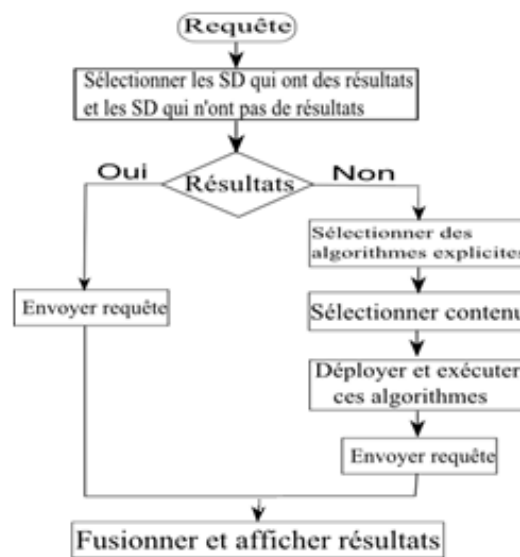 Requête
Sélectionner les SD qui ont des résultats
et les SD qui n'ont pas de résultats
Oui
Résultats
Non
Envoyer requête
Sélectionner des
algorithmes explicites
Sélectionner contenu
Déployer et exécuter
ces algorithmes
Envoyer requête
Fusionner et afficher résultats